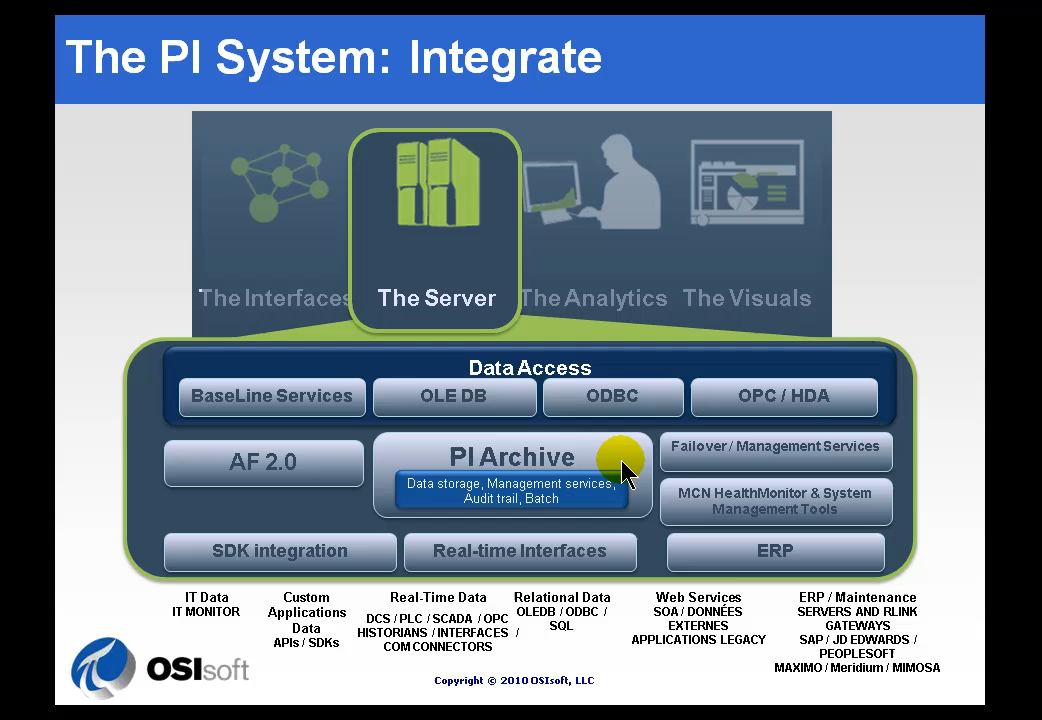 The PI System: Integrate
The Interfaces
The Server
The Analytics
The Visuals
Data Access
BaseLine Services
OLE DB
ODBC
OPC / HDA
AF 2.0
PI Archive
Data storage, Management services,
Audit trail, Batch
Failover / Management Services
MCN HealthMonitor & System
Management Tools
SDK integration
Real-time Interfaces
ERP
IT Data
IT MONITOR
Custom
Applications
Data
APIs / SDKs
Real-Time Data
DCS / PLC / SCADA / OPC
HISTORIANS / INTERFACES /
COM CONNECTORS
Relational Data
OLEDB / ODBC /
SQL
Web Services
SOA / DONNÉES
EXTERNES
APPLICATIONS LEGACY
ERP / Maintenance
SERVERS AND RLINK
GATEWAYS
SAP / JD EDWARDS /
PEOPLESOFT
MAXIMO / Meridium / MIMOSA
OSIsoft
Copyright © 2010 OSIsoft, LLC